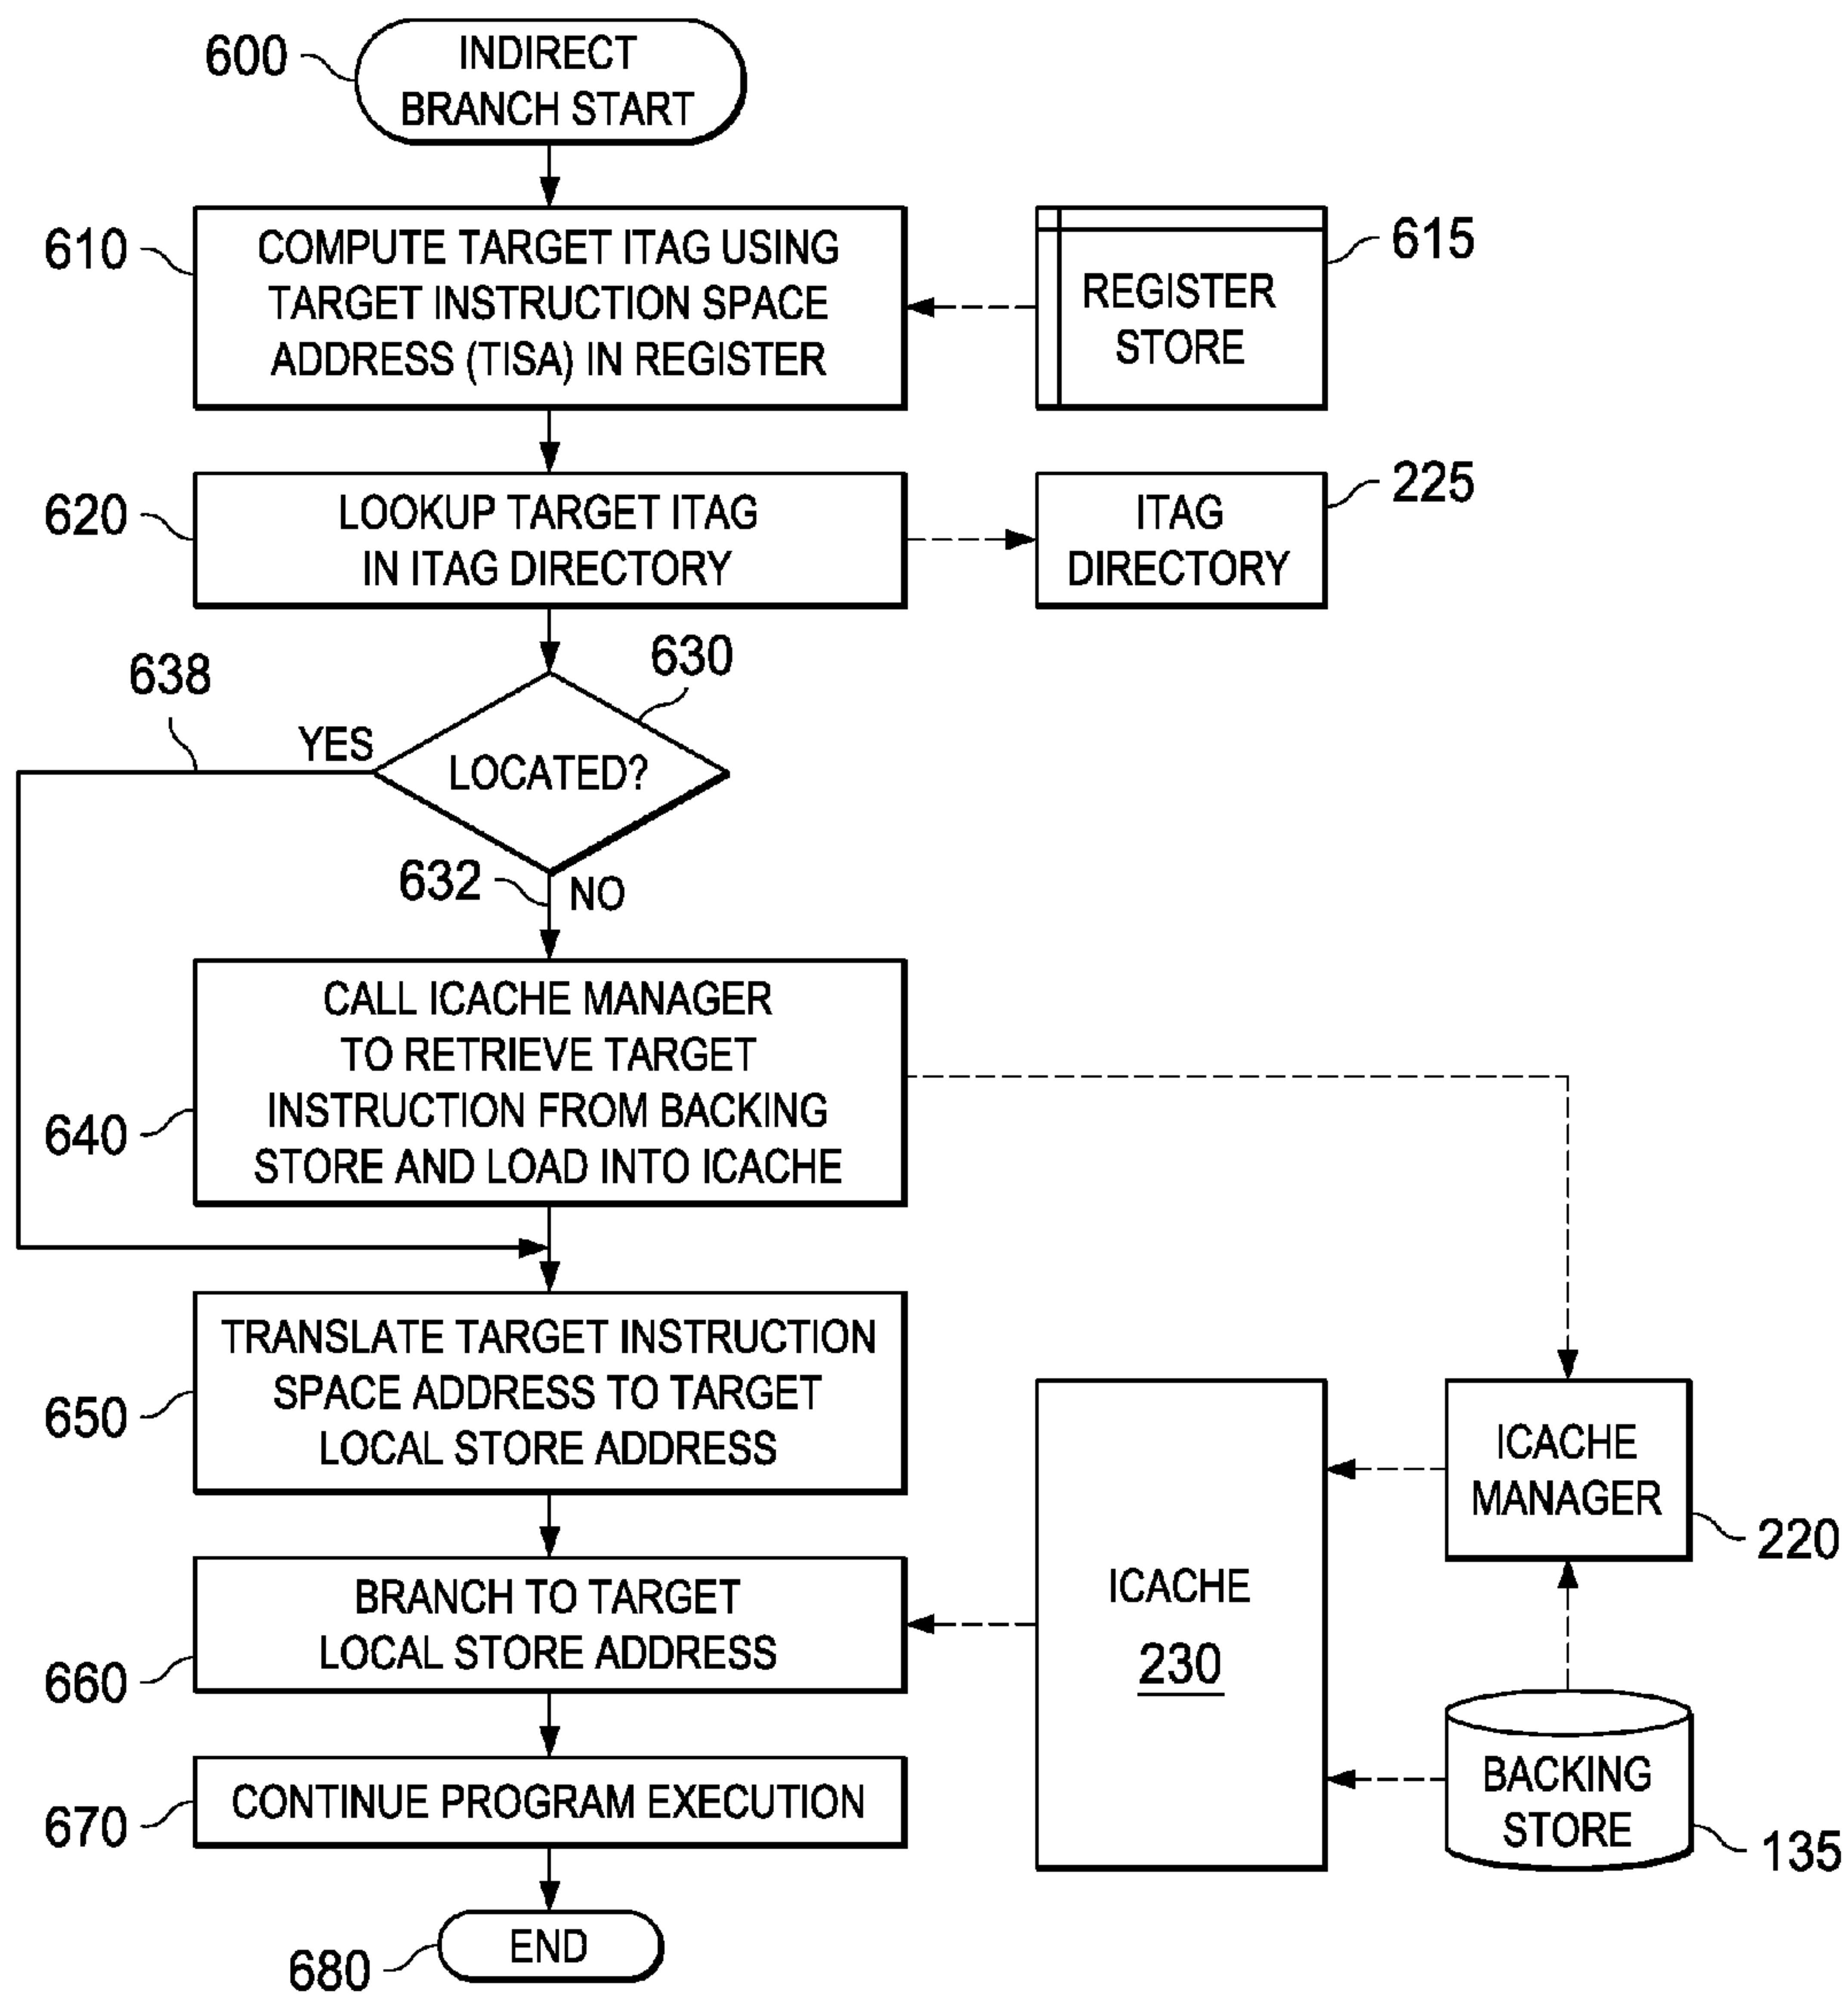 600
INDIRECT
BRANCH START
610
COMPUTE TARGET ITAG USING
TARGET INSTRUCTION SPACE
ADDRESS (TISA) IN REGISTER
REGISTER
STORE
615
620
LOOKUP TARGET ITAG
IN ITAG DIRECTORY
ITAG
DIRECTORY
225
630
638
YES
LOCATED?
632
NO
640
CALL ICACHE MANAGER
TO RETRIEVE TARGET
INSTRUCTION FROM BACKING
STORE AND LOAD INTO ICACHE
650
TRANSLATE TARGET INSTRUCTION
SPACE ADDRESS TO TARGET
LOCAL STORE ADDRESS
ICACHE
MANAGER
220
660
BRANCH TO TARGET
LOCAL STORE ADDRESS
ICACHE
230
670
CONTINUE PROGRAM EXECUTION
BACKING
STORE
135
680
END